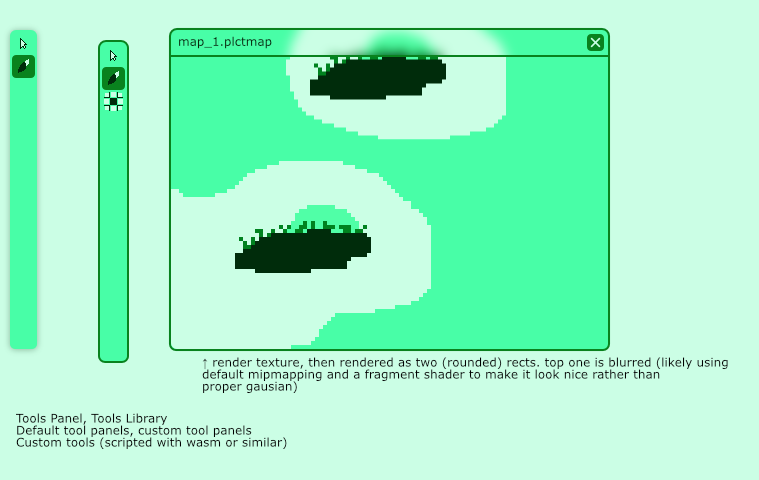 map_1.plctmap
↑ render texture, then rendered as two (rounded) rects. top one is blurred (likely using
default mipmapping and a fragment shader to make it look nice rather than
proper gausian)
Tools Panel, Tools Library
Default tool panels, custom tool panels
Custom tools (scripted with wasm or similar)